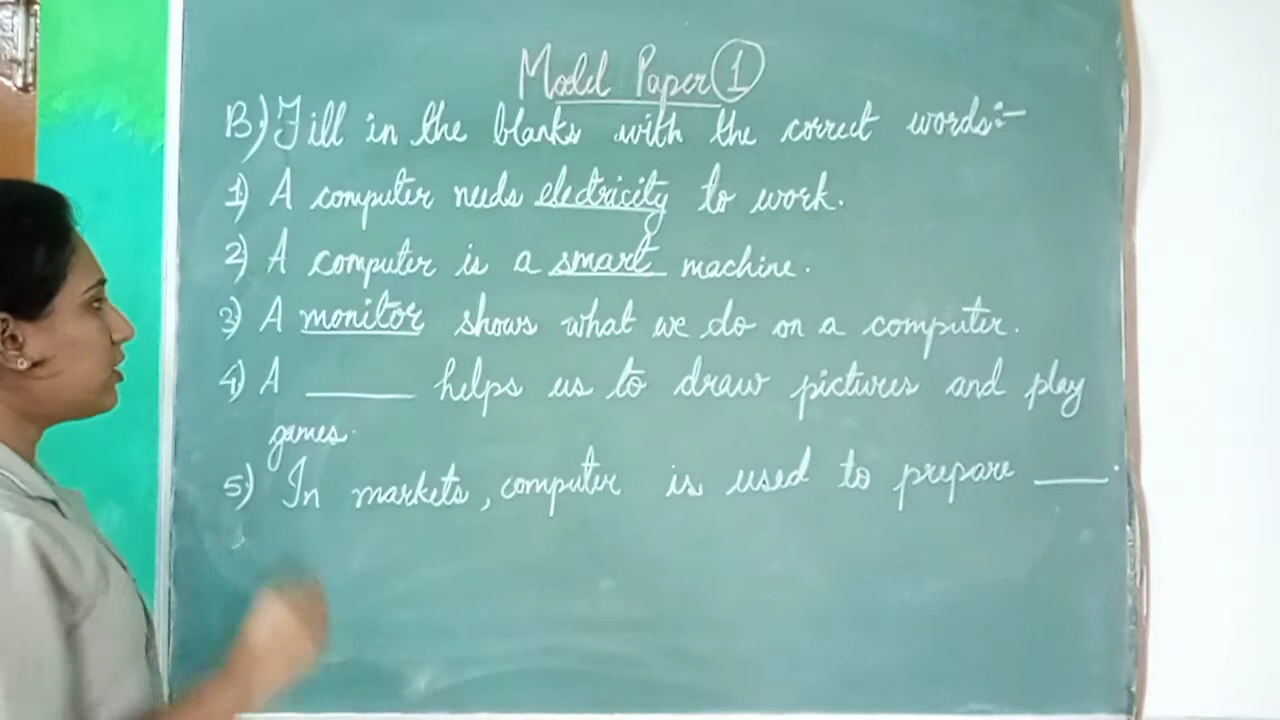 Model Paper 1
B) Fill in the blanks with the correct words:-
1) A computer needs electricity to work.
2) A computer is a smart machine.
3) A monitor shows what we do on a computer.
4) A ______ helps us to draw pictures and play
games.
5) In markets, computer is used to prepare ____.